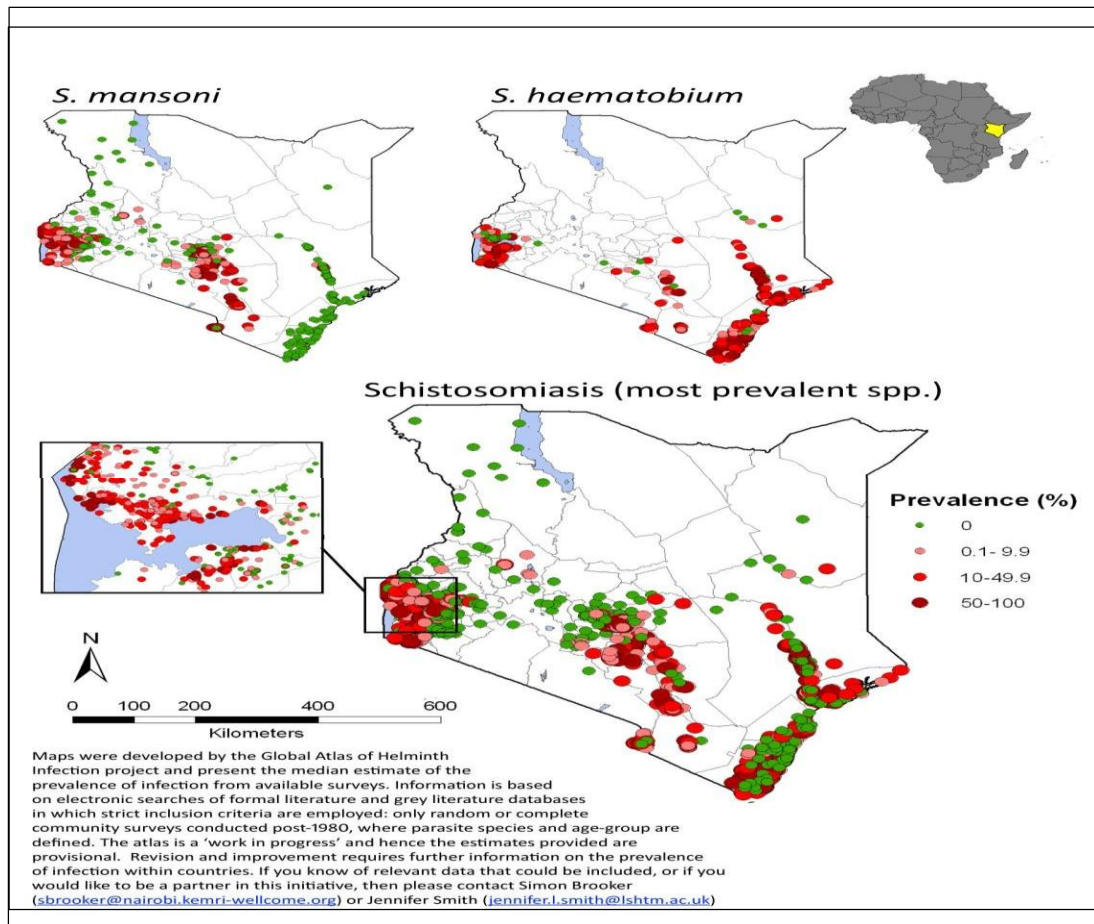 S. mansoni
S. haematobium
Schistosomiasis (most prevalent spp.)
Prevalence (%)
0
0.1- 9.9
10-49.9
50-100
N
0 100 200 400 600
Kilometers
Maps were developed by the Global Atlas of Helminth
Infection project and present the median estimate of the
prevalence of infection from available surveys. Information is based
on electronic searches of formal literature and grey literature databases
in which strict inclusion criteria are employed: only random or complete
community surveys conducted post-1980, where parasite species and age-group are
defined. The atlas is a ‘work in progress’ and hence the estimates provided are
provisional.  Revision and improvement requires further information on the prevalence
of infection within countries. If you know of relevant data that could be included, or if you
would like to be a partner in this initiative, then please contact Simon Brooker
(sbrooker@nairobi.kemri-wellcome.org) or Jennifer Smith (jennifer.l.smith@lshtm.ac.uk)